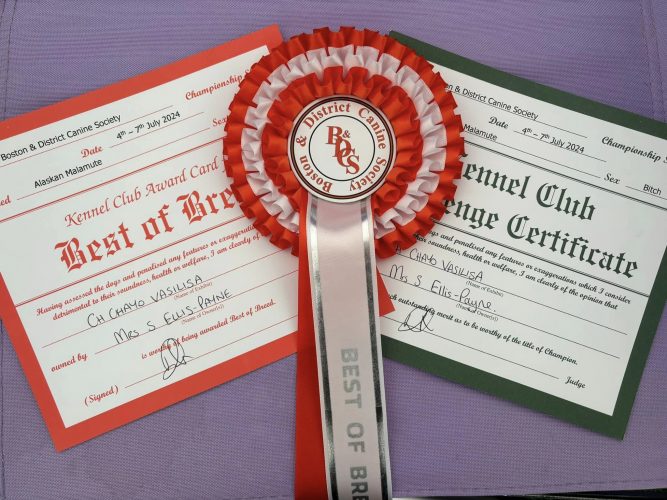 Boston & District Canine Society
Championship S
Date 4th – 7th July 2024
Sex
Alaskan Malamute
Kennel Club Award Card
Best of Bre
Having assessed the dogs and penalised any features or exaggerations
detrimental to their soundness, health or welfare, I am clearly of the opinion
CH CHAYO VASILISA
(Name of Exhibit)
owned by MRS S ELLIS-PAYNE
(Name of Owner(s))
is worthy of being awarded Best of Breed.
(Signed)
Boston & District Canine Society
B&DCS
BEST OF BRE
on & District Canine Society
Championship
Date 4th – 7th July 2024
Malamute
Sex Bitch
Kennel Club
enge Certificate
and penalised any features or exaggerations which I consider
their soundness, health or welfare, I am clearly of the opinion that
CHAYO VASILISA
(Name of Exhibit)
Mrs S Ellis-Payne.
(Name of Owner(s))
such outstanding merit as to be worthy of the title of Champion.
Judge